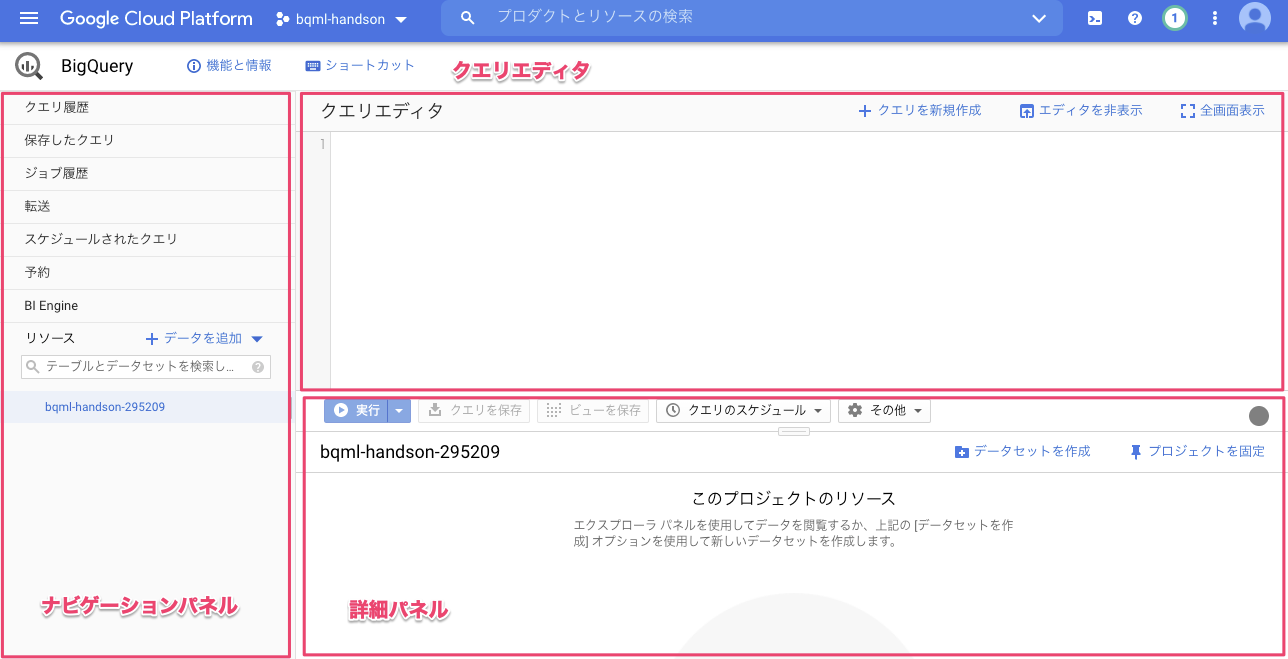 Google Cloud Platform bqml-handson プロダクトとリソースの検索 1
BigQuery 機能と情報 ショートカット クエリエディタ
クエリ履歴
保存したクエリ
ジョブ履歴
転送
スケジュールされたクエリ
予約
BI Engine
リソース データを追加
テーブルとデータセットを検索し...
bqml-handson-295209
ナビゲーションパネル
クエリエディタ クエリを新規作成 エディタを非表示 全画面表示
1
実行 クエリを保存 ビューを保存 クエリのスケジュール その他
bqml-handson-295209 データセットを作成 プロジェクトを固定
このプロジェクトのリソース
エクスプローラ パネルを使用してデータを閲覧するか、上記の [データセットを作
成] オプションを使用して新しいデータセットを作成します。
詳細パネル